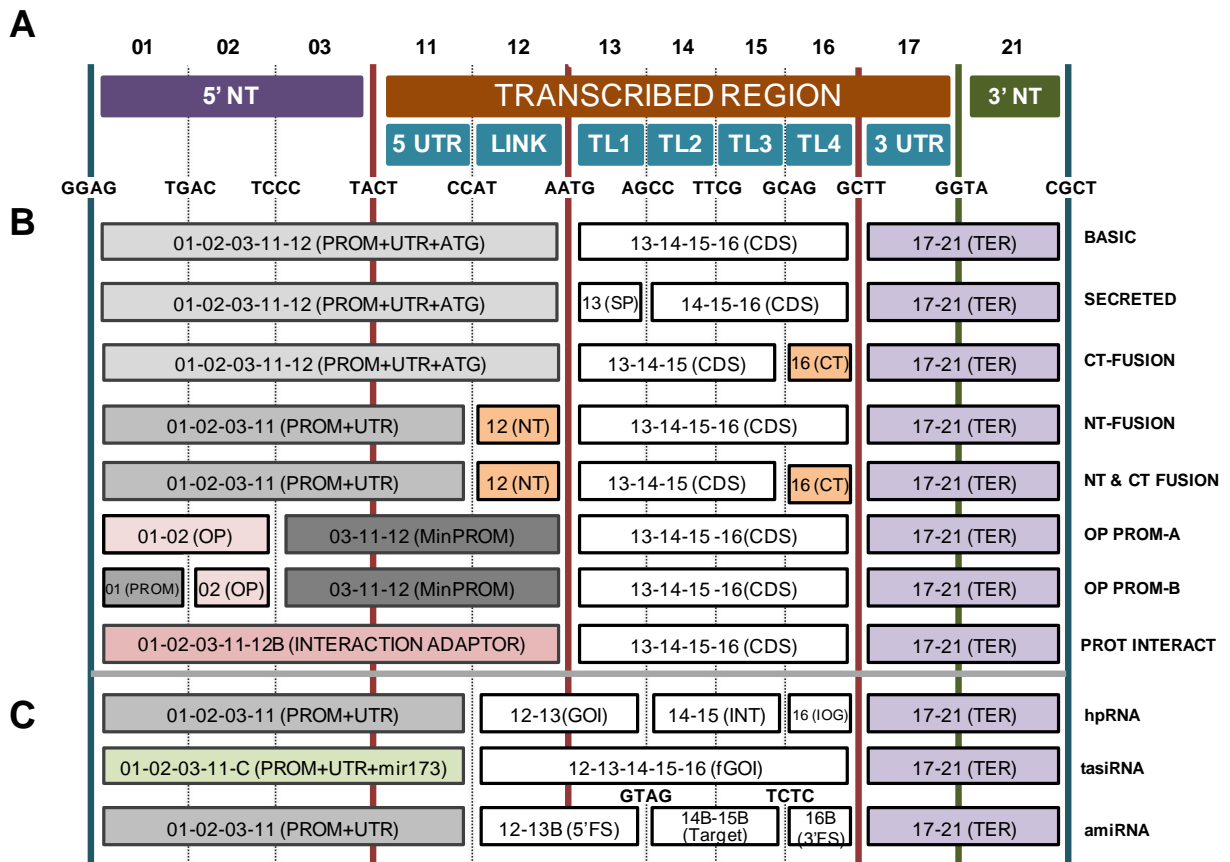 A
01 02 03 11 12 13 14 15 16 17 21
5' NT TRANSCRIBED REGION 3' NT
5 UTR LINK TL1 TL2 TL3 TL4 3 UTR
GGAG TGAC TCCC TACT CCAT AATG AGCC TTCG GCAG GCTT GGTA CGCT
B
01-02-03-11-12 (PROM+UTR+ATG) 13-14-15-16 (CDS) 17-21 (TER) BASIC
01-02-03-11-12 (PROM+UTR+ATG) 13 (SP) 14-15-16 (CDS) 17-21 (TER) SECRETED
01-02-03-11-12 (PROM+UTR+ATG) 13-14-15 (CDS) 16 (CT) 17-21 (TER) CT-FUSION
01-02-03-11 (PROM+UTR) 12 (NT) 13-14-15-16 (CDS) 17-21 (TER) NT-FUSION
01-02-03-11 (PROM+UTR) 12 (NT) 13-14-15 (CDS) 16 (CT) 17-21 (TER) NT & CT FUSION
01-02 (OP) 03-11-12 (MinPROM) 13-14-15 -16(CDS) 17-21 (TER) OP PROM-A
01 (PROM) 02 (OP) 03-11-12 (MinPROM) 13-14-15 -16(CDS) 17-21 (TER) OP PROM-B
01-02-03-11-12B (INTERACTION ADAPTOR) 13-14-15-16 (CDS) 17-21 (TER) PROT INTERACT
C
01-02-03-11 (PROM+UTR) 12-13(GOI) 14-15 (INT) 16 (IOG) 17-21 (TER) hpRNA
01-02-03-11-C (PROM+UTR+mir173) 12-13-14-15-16 (fGOI) 17-21 (TER) tasiRNA
GTAG TCTC
01-02-03-11 (PROM+UTR) 12-13B (5'FS) 14B-15B (Target) 16B (3'FS) 17-21 (TER) amiRNA